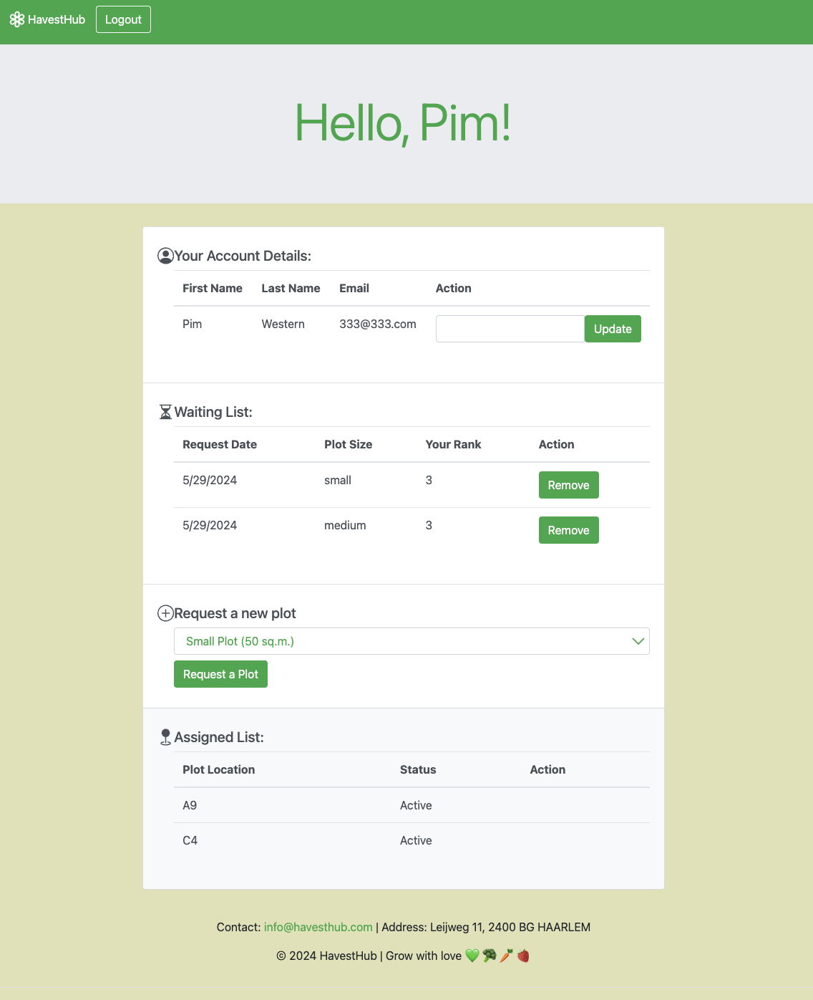 HavestHub Logout
Hello, Pim!
Your Account Details:
First Name Last Name Email Action
Pim Western 333@333.com Update
Waiting List:
Request Date Plot Size Your Rank Action
5/29/2024 small 3 Remove
5/29/2024 medium 3 Remove
Request a new plot
Small Plot (50 sq.m.)
Request a Plot
Assigned List:
Plot Location Status Action
A9 Active
C4 Active
Contact: info@havesthub.com | Address: Leijweg 11, 2400 BG HAARLEM
© 2024 HavestHub | Grow with love 💚 🥦 🥕 🍓